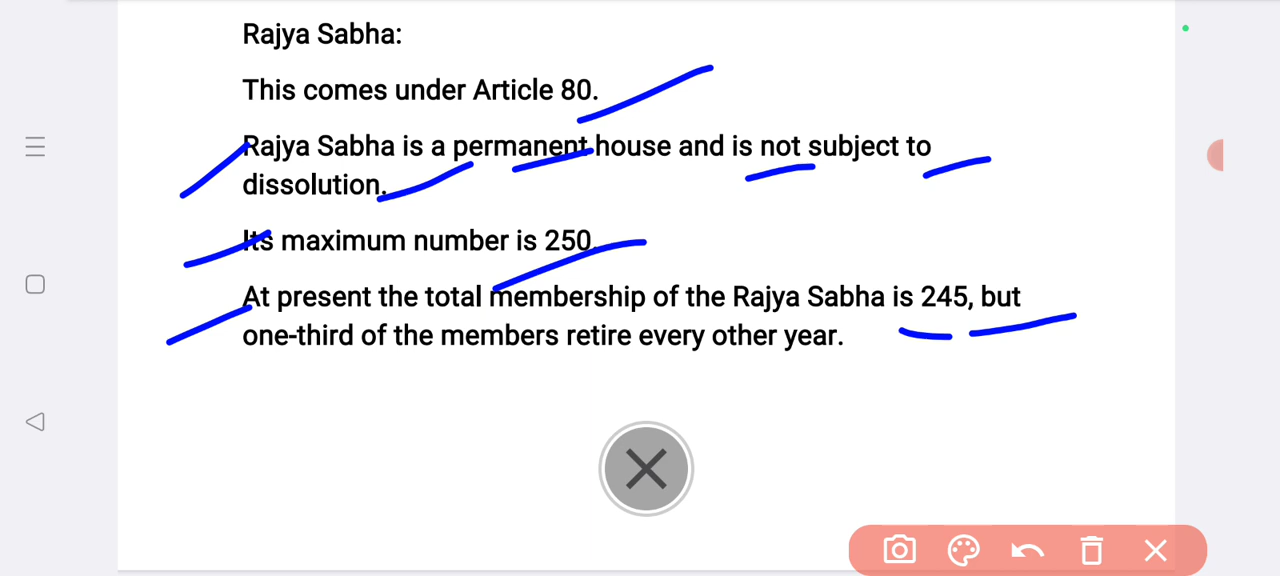 Rajya Sabha:
This comes under Article 80.
Rajya Sabha is a permanent house and is not subject to
dissolution.
Its maximum number is 250.
At present the total membership of the Rajya Sabha is 245, but
one-third of the members retire every other year.